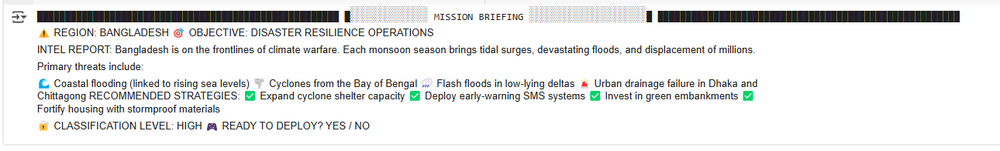 MISSION BRIEFING
⚠️ REGION: BANGLADESH 🎯 OBJECTIVE: DISASTER RESILIENCE OPERATIONS
INTEL REPORT: Bangladesh is on the frontlines of climate warfare. Each monsoon season brings tidal surges, devastating floods, and displacement of millions.
Primary threats include:
🌊 Coastal flooding (linked to rising sea levels) 🌪️ Cyclones from the Bay of Bengal 🌧️ Flash floods in low-lying deltas 🚨 Urban drainage failure in Dhaka and
Chittagong RECOMMENDED STRATEGIES: ✅ Expand cyclone shelter capacity ✅ Deploy early-warning SMS systems ✅ Invest in green embankments ✅
Fortify housing with stormproof materials
🔐 CLASSIFICATION LEVEL: HIGH 🎮 READY TO DEPLOY? YES / NO